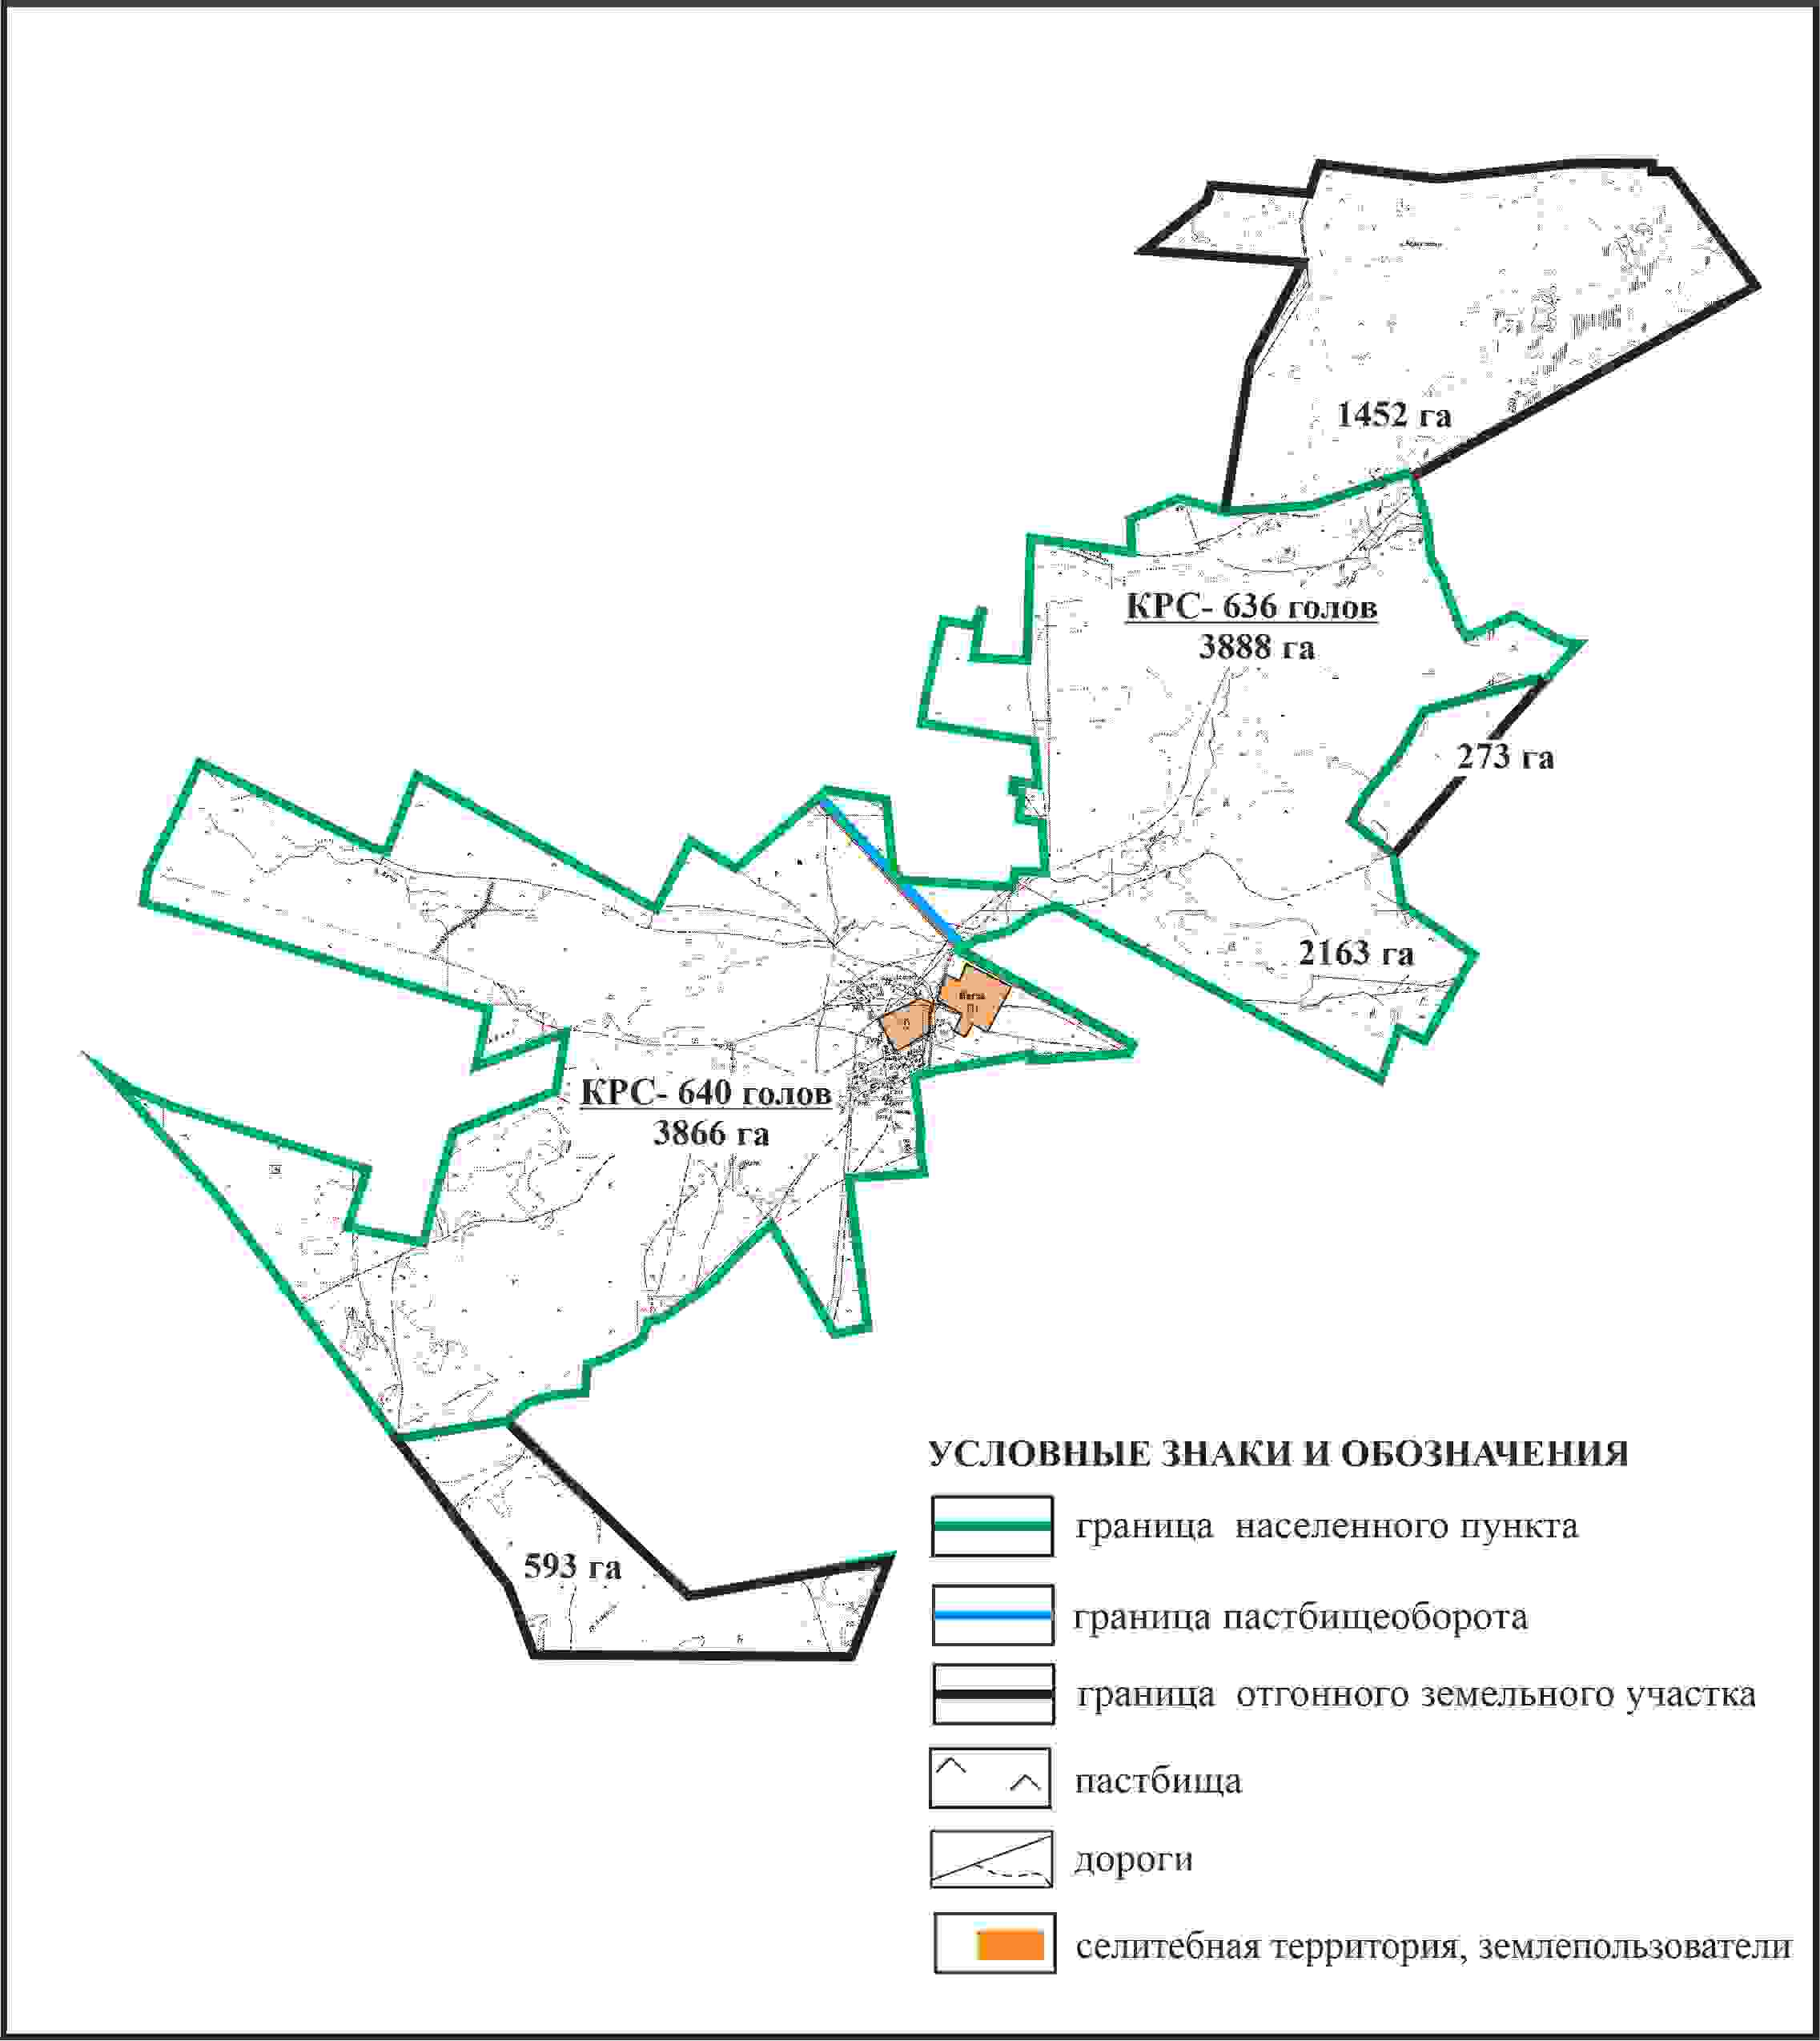 1452 га
КРС- 636 голов
3888 га
273 га
2163 га
КРС- 640 голов
3866 га
593 га
УСЛОВНЫЕ ЗНАКИ И ОБОЗНАЧЕНИЯ
граница населенного пункта
граница пастбищеоборота
граница отгонного земельного участка
пастбища
дороги
селитебная территория, землепользователи